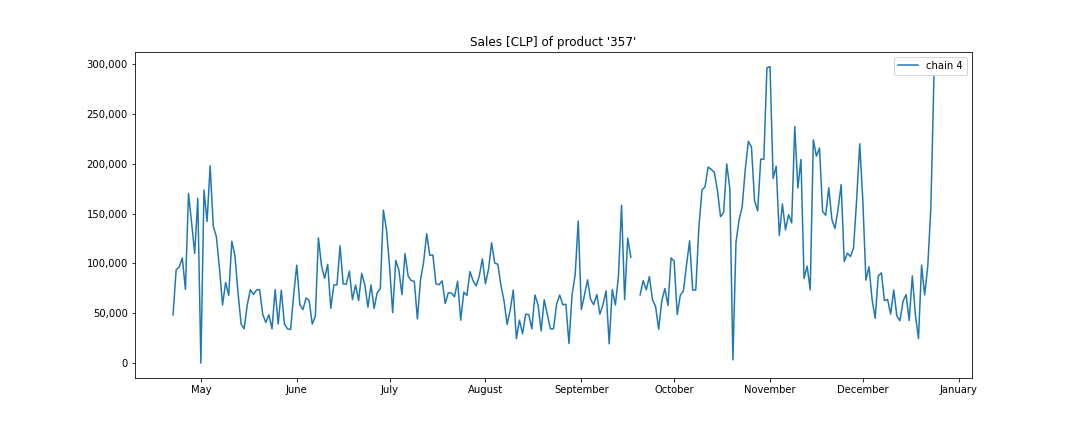 Sales [CLP] of product '357'
chain 4
300,000
250,000
200,000
150,000
100,000
50,000
0
May June July August September October November December January